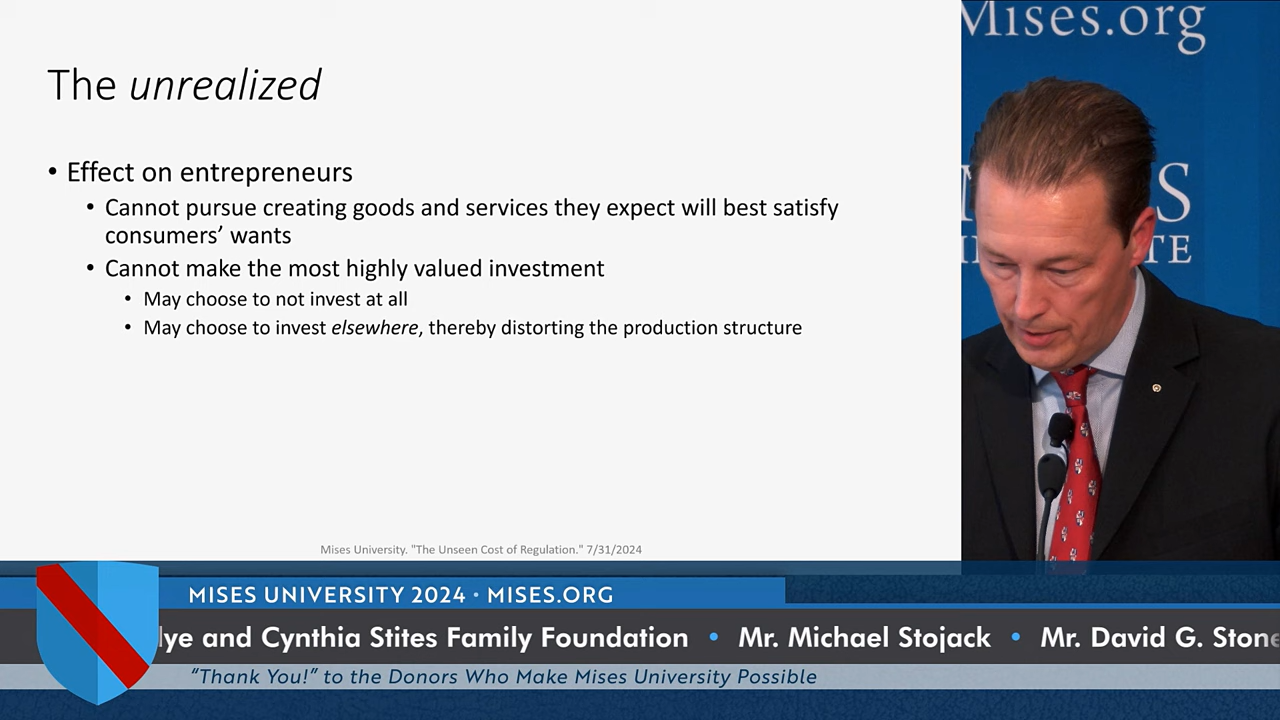 The unrealized
• Effect on entrepreneurs
• Cannot pursue creating goods and services they expect will best satisfy
consumers’ wants
• Cannot make the most highly valued investment
• May choose to not invest at all
• May choose to invest elsewhere, thereby distorting the production structure
Mises University. "The Unseen Cost of Regulation." 7/31/2024
Mises.org
MISES UNIVERSITY 2024 • MISES.ORG
and Cynthia Stites Family Foundation • Mr. Michael Stojack • Mr. David G. Stone
“Thank You!” to the Donors Who Make Mises University Possible